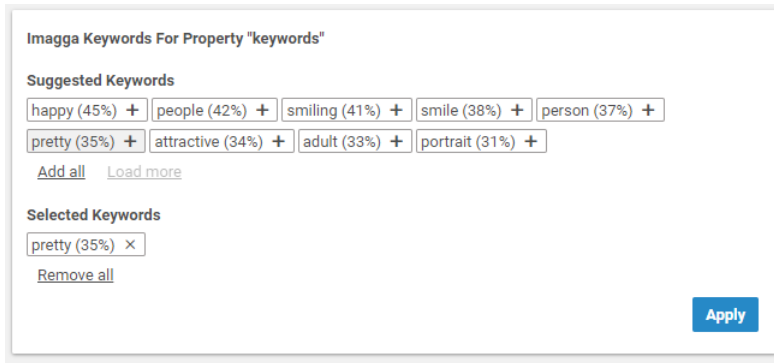 Imagga Keywords For Property "keywords"
Suggested Keywords
happy (45%) + people (42%) + smiling (41%) + smile (38%) + person (37%) +
pretty (35%) + attractive (34%) + adult (33%) + portrait (31%) +
Add all Load more
Selected Keywords
pretty (35%) ×
Remove all
Apply